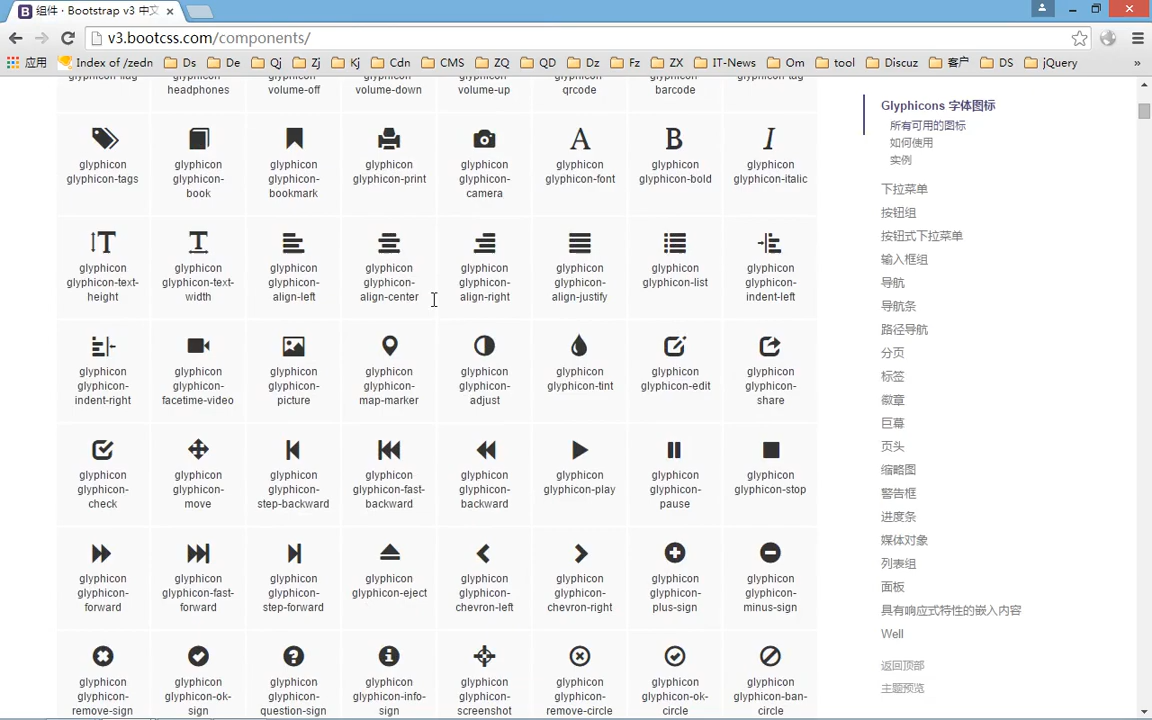 组件 · Bootstrap v3 中文
v3.bootcss.com/components/
应用 Index of /zedn Ds De Qj Zj Kj Cdn CMS ZQ QD Dz Fz ZX IT-News Om tool Discuz 客户 DS jQuery »
headphones volume-off volume-down volume-up qrcode barcode
glyphicon glyphicon glyphicon glyphicon glyphicon glyphicon glyphicon glyphicon
glyphicon-tags glyphicon- glyphicon- glyphicon-print glyphicon- glyphicon-font glyphicon-bold glyphicon-italic
book bookmark camera
A B I
glyphicon glyphicon glyphicon glyphicon glyphicon glyphicon glyphicon glyphicon
glyphicon-text- glyphicon-text- glyphicon- glyphicon- glyphicon- glyphicon- glyphicon-list glyphicon-
height width align-left align-center align-right align-justify indent-left
glyphicon glyphicon glyphicon glyphicon glyphicon glyphicon glyphicon glyphicon
glyphicon- glyphicon- glyphicon- glyphicon- glyphicon- glyphicon-tint glyphicon-edit glyphicon-
indent-right facetime-video picture map-marker adjust share
glyphicon glyphicon glyphicon glyphicon glyphicon glyphicon glyphicon glyphicon
glyphicon- glyphicon- glyphicon- glyphicon-fast- glyphicon- glyphicon-play glyphicon- glyphicon-stop
check move step-backward backward backward pause
glyphicon glyphicon glyphicon glyphicon glyphicon glyphicon glyphicon glyphicon
glyphicon- glyphicon-fast- glyphicon- glyphicon-eject glyphicon- glyphicon- glyphicon- glyphicon-
forward forward step-forward chevron-left chevron-right plus-sign minus-sign
glyphicon glyphicon glyphicon glyphicon glyphicon glyphicon glyphicon glyphicon
glyphicon- glyphicon-ok- glyphicon- glyphicon-info- glyphicon- glyphicon- glyphicon-ok- glyphicon-ban-
remove-sign sign question-sign sign screenshot remove-circle circle circle
Glyphicons 字体图标
所有可用的图标
如何使用
实例
下拉菜单
按钮组
按钮式下拉菜单
输入框组
导航
导航条
路径导航
分页
标签
徽章
巨幕
页头
缩略图
警告框
进度条
媒体对象
列表组
面板
具有响应式特性的嵌入内容
Well
返回顶部
主题预览